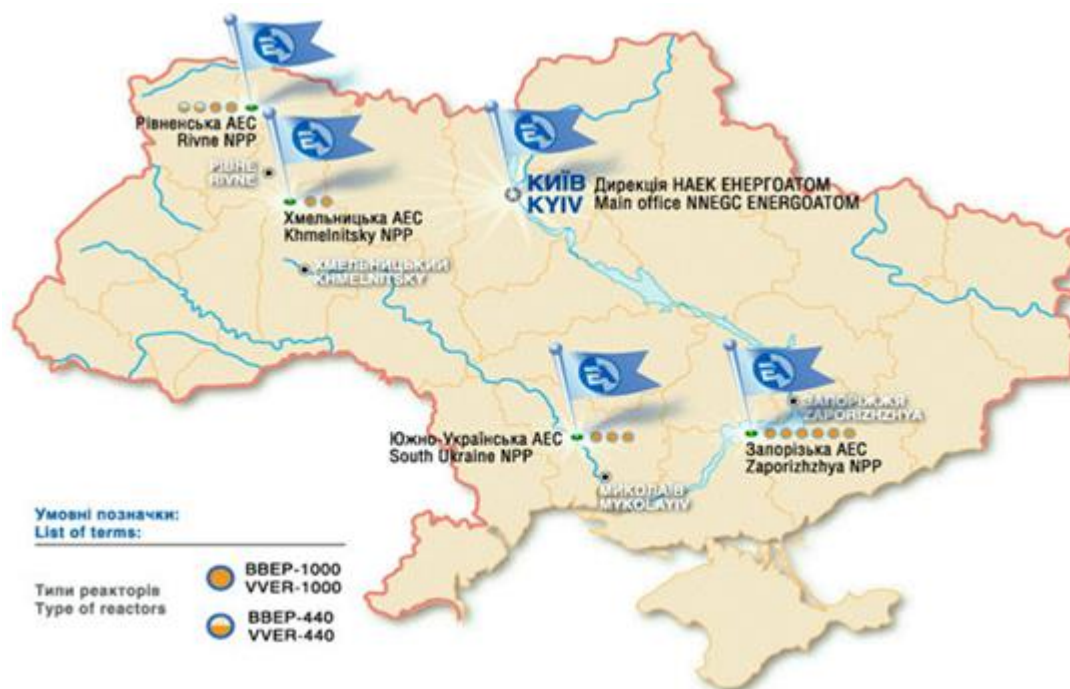 Рівненська АЕС
Rivne NPP
РІВНЕ
RIVNE
КИЇВ
KYIV
Дирекція НАЕК ЕНЕРГОАТОМ
Main office NNEGC ENERGOATOM
Хмельницька АЕС
Khmelnitsky NPP
ХМЕЛЬНИЦЬКИЙ
KHMELNITSKY
ЗАПОРІЖЖЯ
ZAPORIZHZHYA
Южно-Українська АЕС
South Ukraine NPP
Запорізька АЕС
Zaporizhzhya NPP
МИКОЛАЇВ
MYKOLAYIV
Умовні позначки:
List of terms:
Типи реакторів
Type of reactors
ВВЕР-1000
VVER-1000
ВВЕР-440
VVER-440